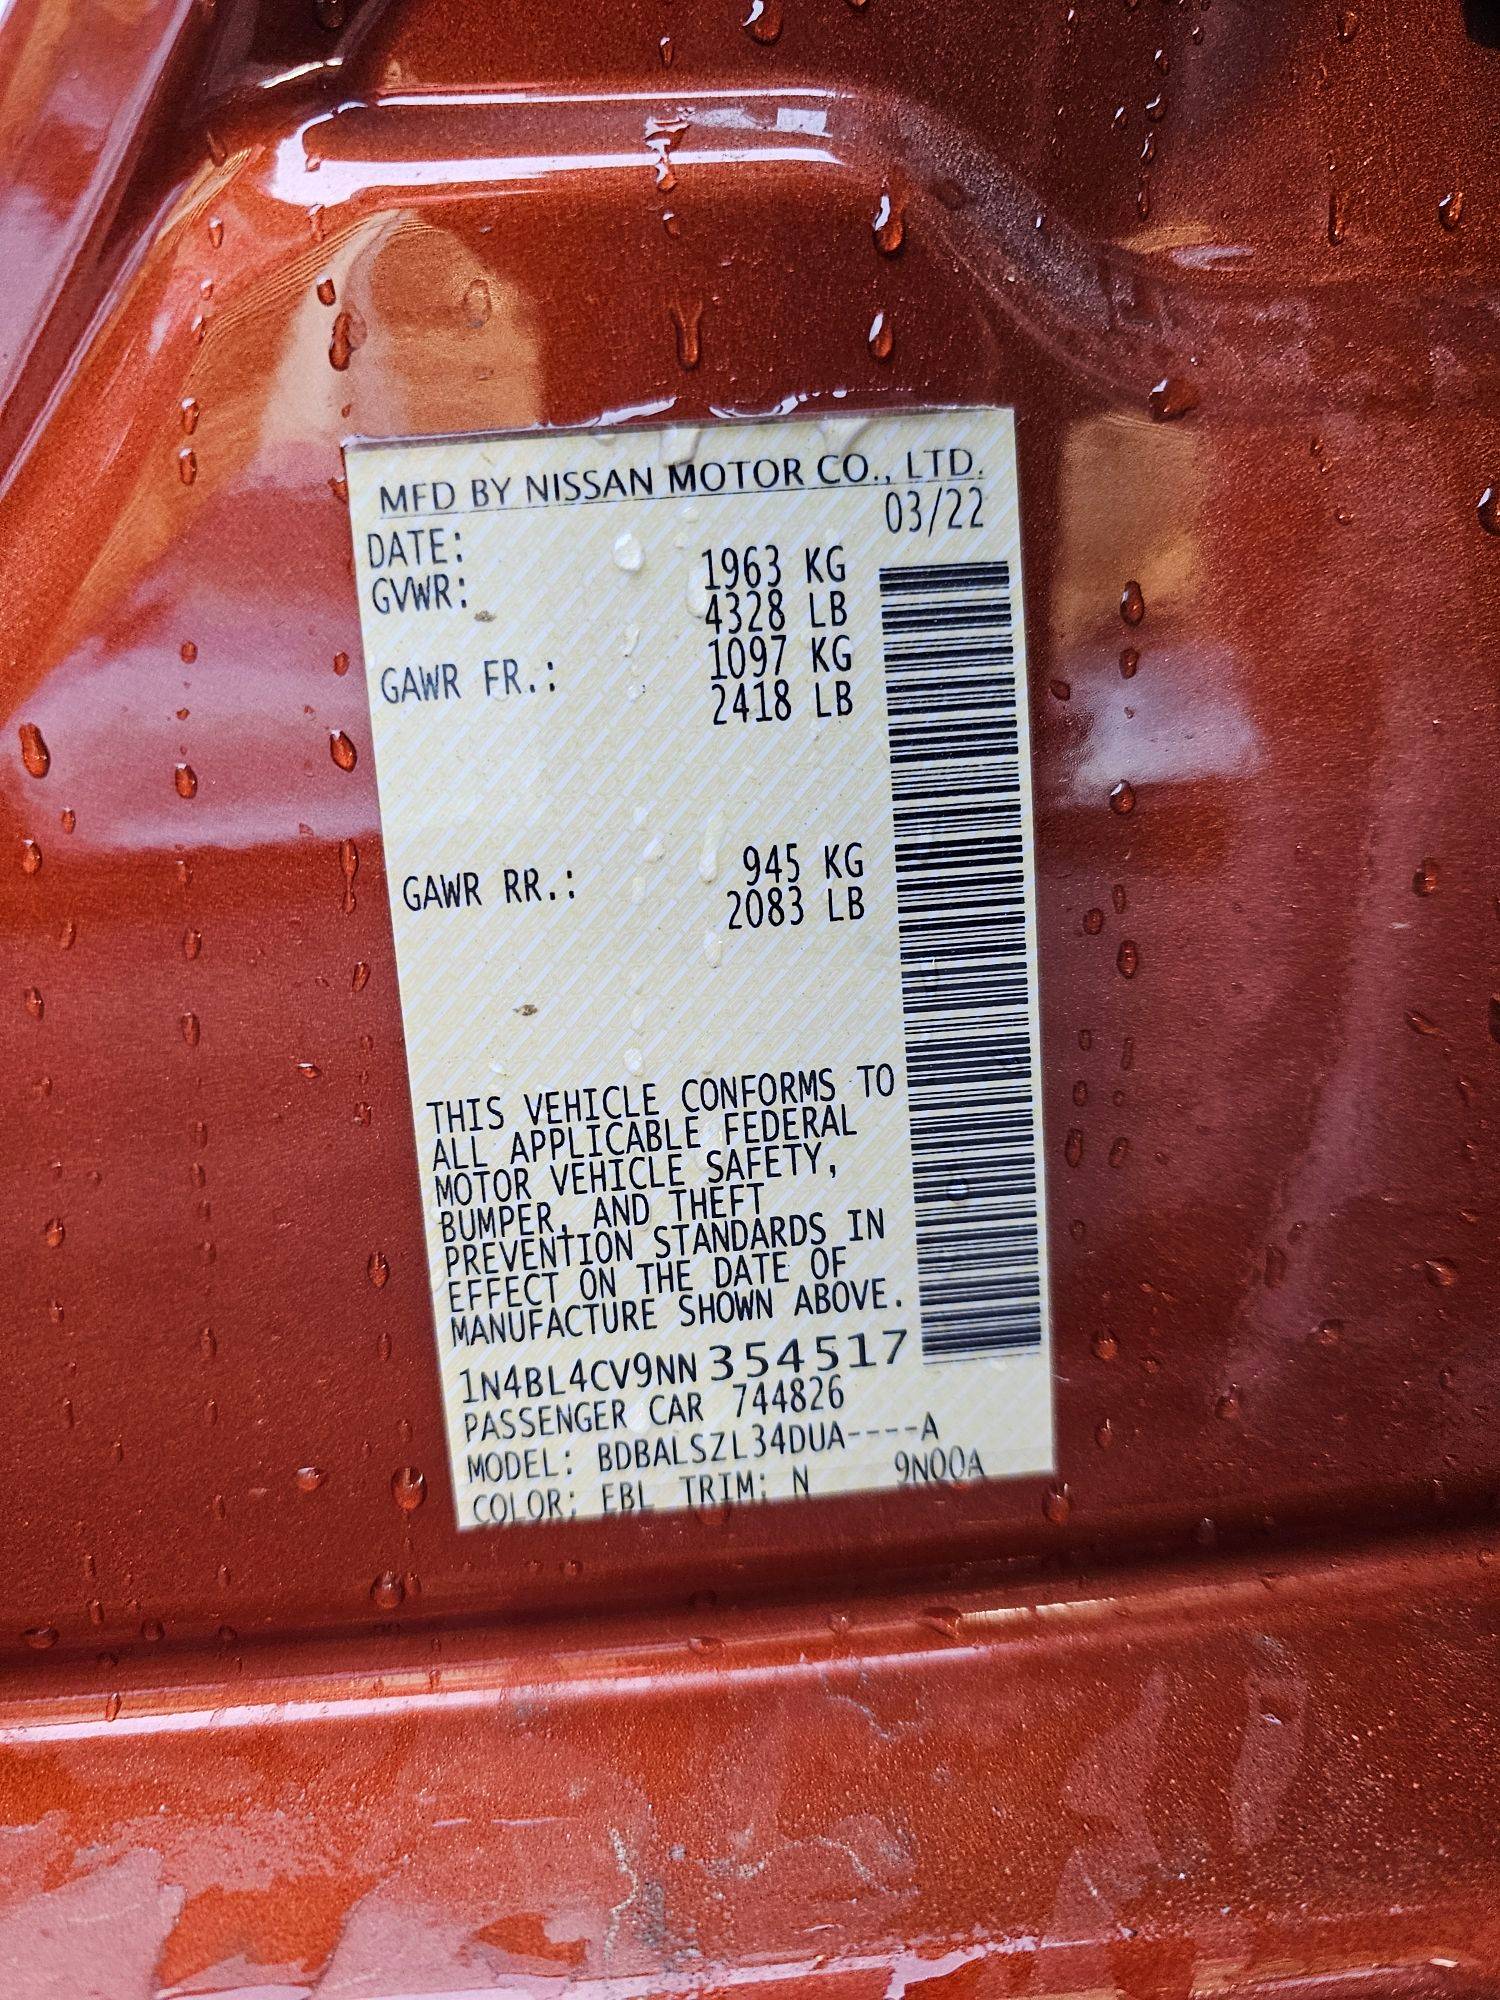 MFD BY NISSAN MOTOR CO., LTD.
DATE: 03/22
GVWR: 1963 KG
4328 LB
GAWR FR.: 1097 KG
2418 LB
GAWR RR.: 945 KG
2083 LB
THIS VEHICLE CONFORMS TO
ALL APPLICABLE FEDERAL
MOTOR VEHICLE SAFETY,
BUMPER, AND THEFT
PREVENTION STANDARDS IN
EFFECT ON THE DATE OF
MANUFACTURE SHOWN ABOVE.
1N4BL4CV9NN354517
PASSENGER CAR 744826
MODEL: BDBALSZL34DUA----A
COLOR: EBL TRIM: N 9N00A